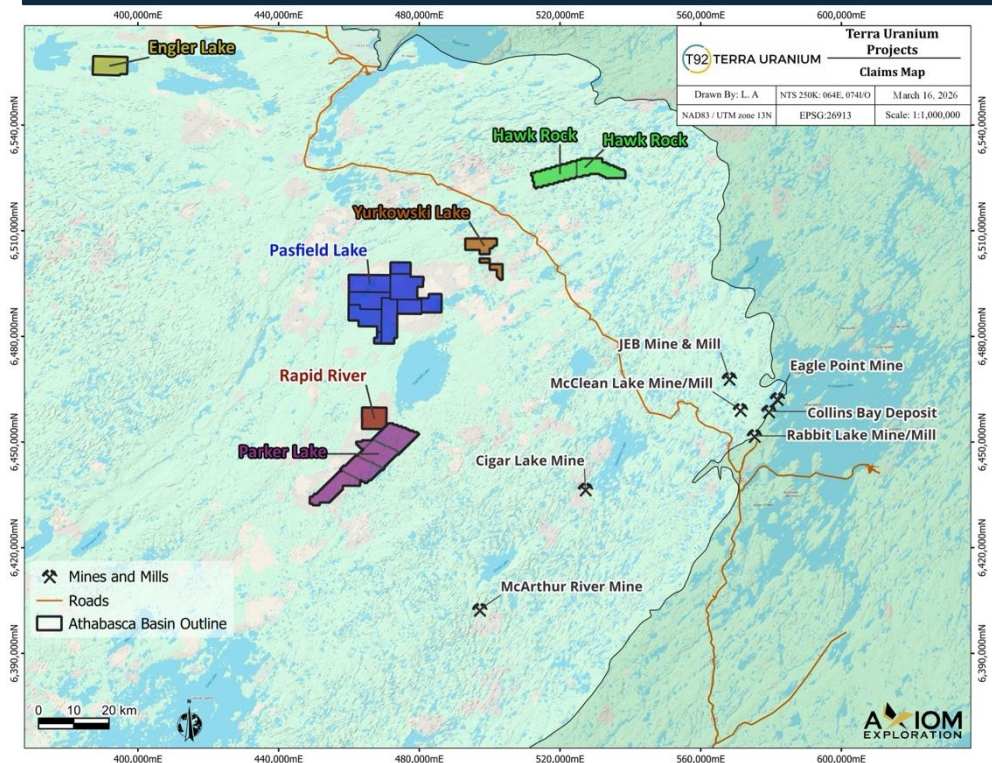 400,000mE 440,000mE 480,000mE 520,000mE 560,000mE 600,000mE
Terra Uranium
Projects
T92 TERRA URANIUM
Claims Map
Drawn By: L. A
NTS 250K: 064E, 074I/O
March 16, 2026
NAD83 / UTM zone 13N
EPSG:26913
Scale: 1:1,000,000
Engler Lake
6,540,000mN
6,540,000mN
Hawk Rock
Hawk Rock
Yurkowski Lake
6,510,000mN
6,510,000mN
Pasfield Lake
6,480,000mN
6,480,000mN
JEB Mine & Mill
Eagle Point Mine
Rapid River
McClean Lake Mine/Mill
Collins Bay Deposit
Rabbit Lake Mine/Mill
6,450,000mN
6,450,000mN
Parker Lake
Cigar Lake Mine
6,420,000mN
6,420,000mN
McArthur River Mine
Mines and Mills
Roads
Athabasca Basin Outline
6,390,000mN
6,390,000mN
0 10 20 km
N
AXIOM
EXPLORATION
400,000mE 440,000mE 480,000mE 520,000mE 560,000mE 600,000mE